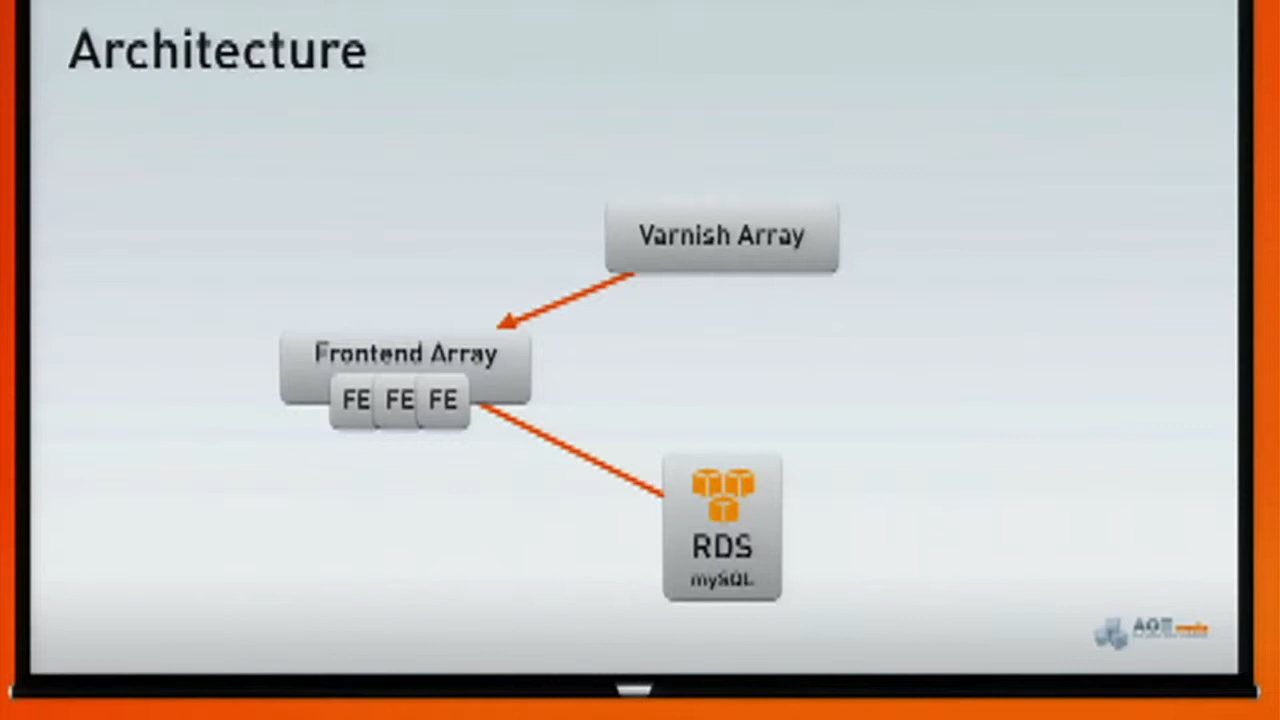 Architecture
Varnish Array
Frontend Array
FE FE FE
RDS
mySQL